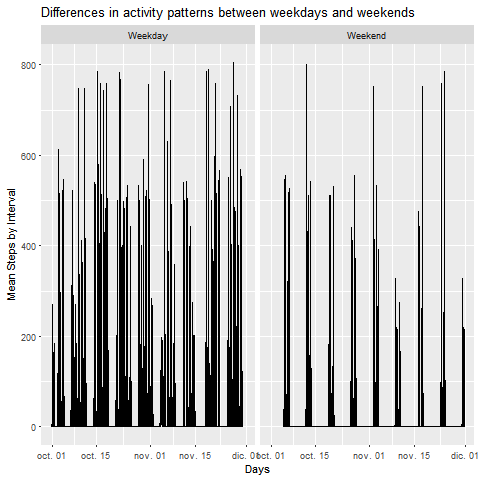 Differences in activity patterns between weekdays and weekends
Weekday
Weekend
Mean Steps by Interval
800
600
400
200
0
oct. 01
oct. 15
nov. 01
nov. 15
dic. 01
oct. 01
oct. 15
nov. 01
nov. 15
dic. 01
Days